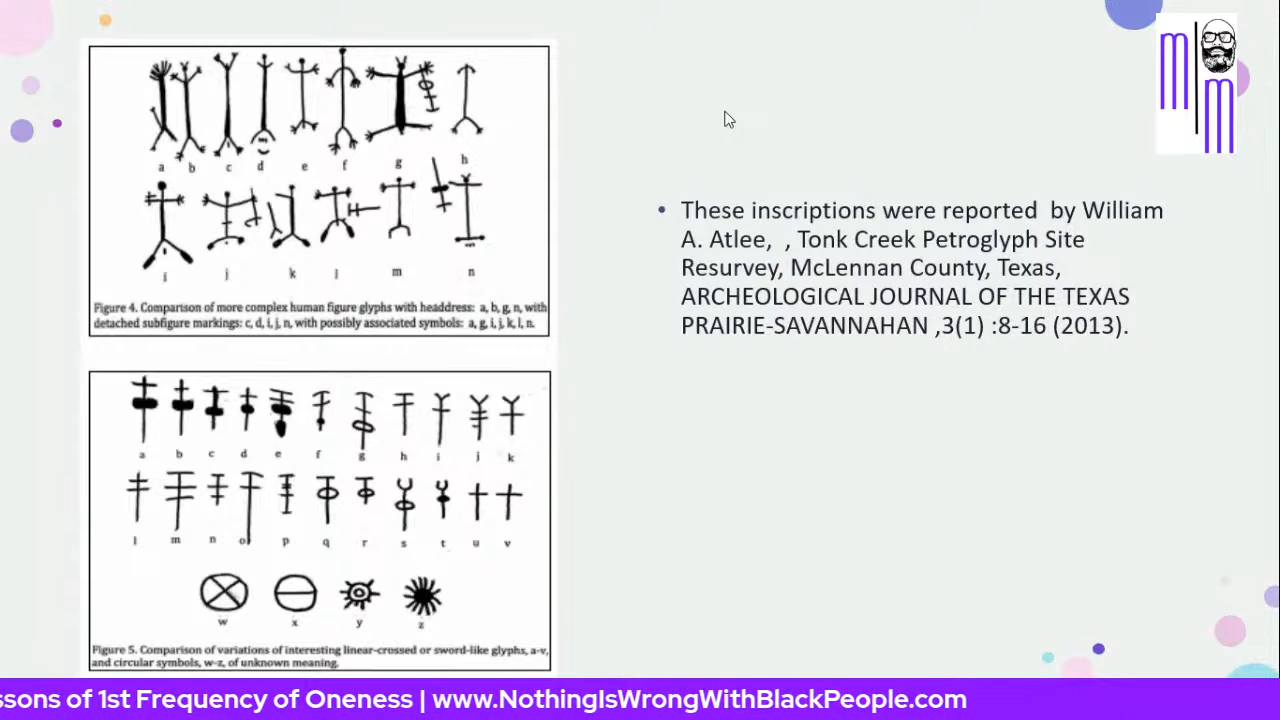 a b c d e f g h
i j k l m n
Figure 4. Comparison of more complex human figure glyphs with headdress: a, b, g, n, with
detached subfigure markings: c, d, i, j, n, with possibly associated symbols: a, g, i, j, k, l, n.
a b c d e f g h i j k
l m n o p q r s t u v
w x y z
Figure 5. Comparison of variations of interesting linear-crossed or sword-like glyphs, a-v,
and circular symbols, w-z, of unknown meaning.
• These inscriptions were reported by William
A. Atlee, , Tonk Creek Petroglyph Site
Resurvey, McLennan County, Texas,
ARCHEOLOGICAL JOURNAL OF THE TEXAS
PRAIRIE-SAVANNAHAN ,3(1) :8-16 (2013).
m m
ssons of 1st Frequency of Oneness | www.NothingIsWrongWithBlackPeople.com